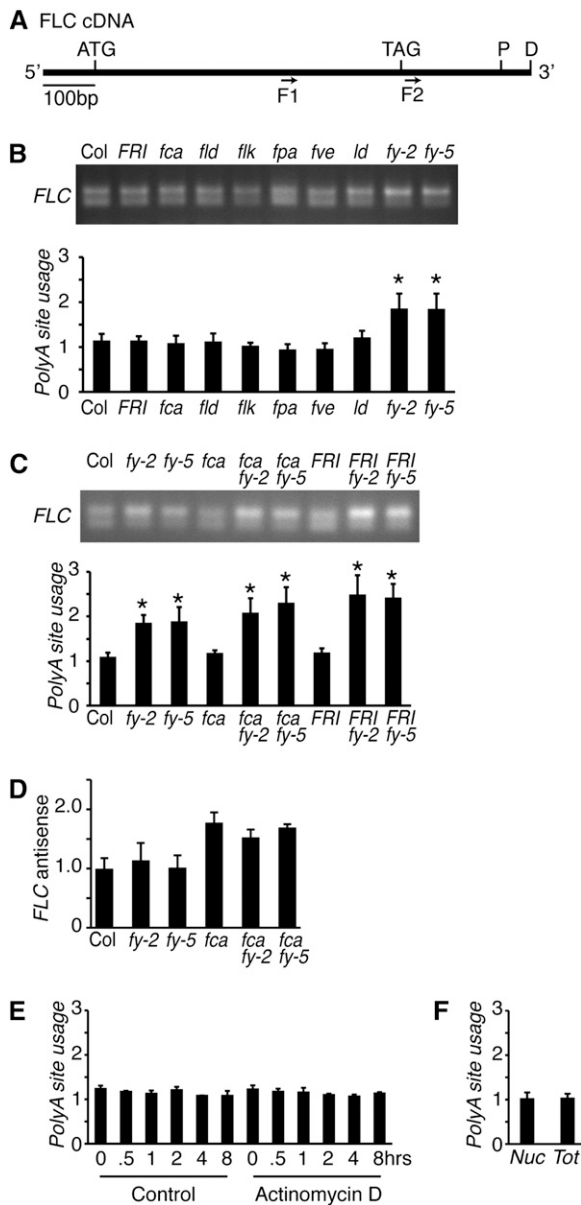 A FLC cDNA
ATG TAG P D
5' 3'
100bp F1 F2
B
Col FRI fca fld flk fpa fve ld fy-2 fy-5
FLC
PolyA site usage
3
2
1
0
* *
Col FRI fca fld flk fpa fve ld fy-2 fy-5
C
Col fy-2 fy-5 fca fca fca FRI FRI FRI
fy-2 fy-5 fy-2 fy-5
FLC
PolyA site usage
3
2
1
0
* * * * * *
Col fy-2 fy-5 fca fca fca FRI FRI FRI
fy-2 fy-5 fy-2 fy-5
D
FLC antisense
2.0
1.0
0
Col fy-2 fy-5 fca fca fca
fy-2 fy-5
E
PolyA site usage
3
2
1
0
0 .5 1 2 4 8 0 .5 1 2 4 8hrs
Control Actinomycin D
F
PolyA site usage
3
2
1
0
Nuc Tot